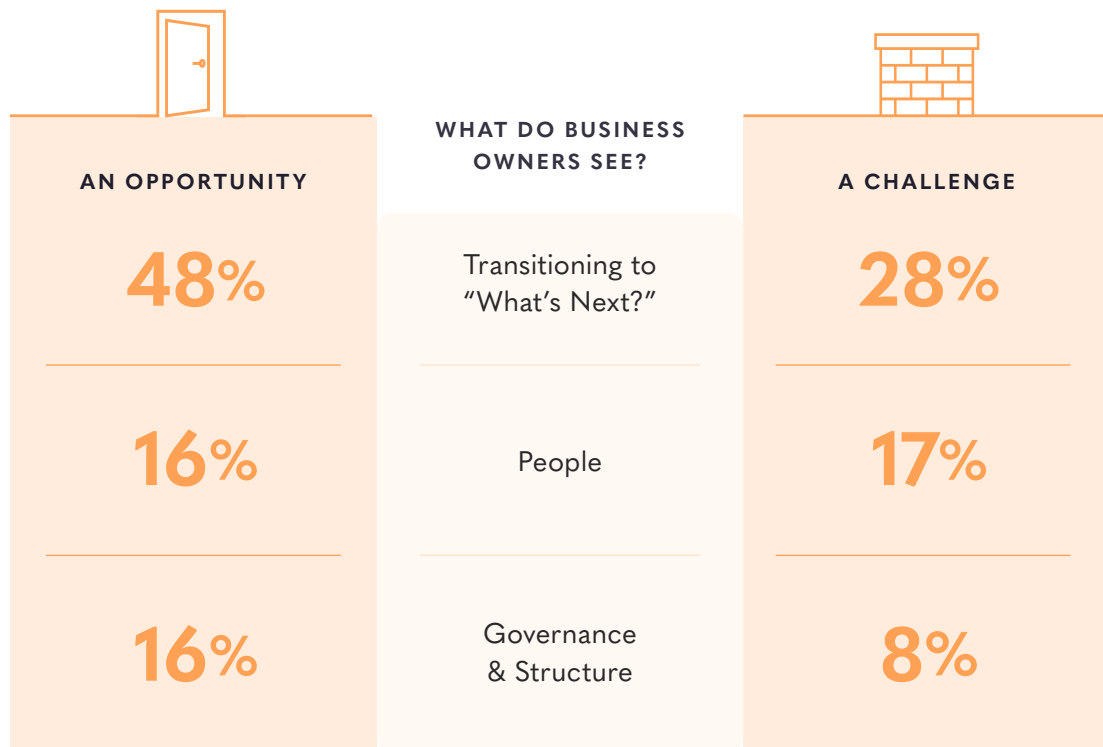 WHAT DO BUSINESS
OWNERS SEE?
AN OPPORTUNITY
A CHALLENGE
48%
Transitioning to
“What’s Next?”
28%
16%
People
17%
16%
Governance
& Structure
8%